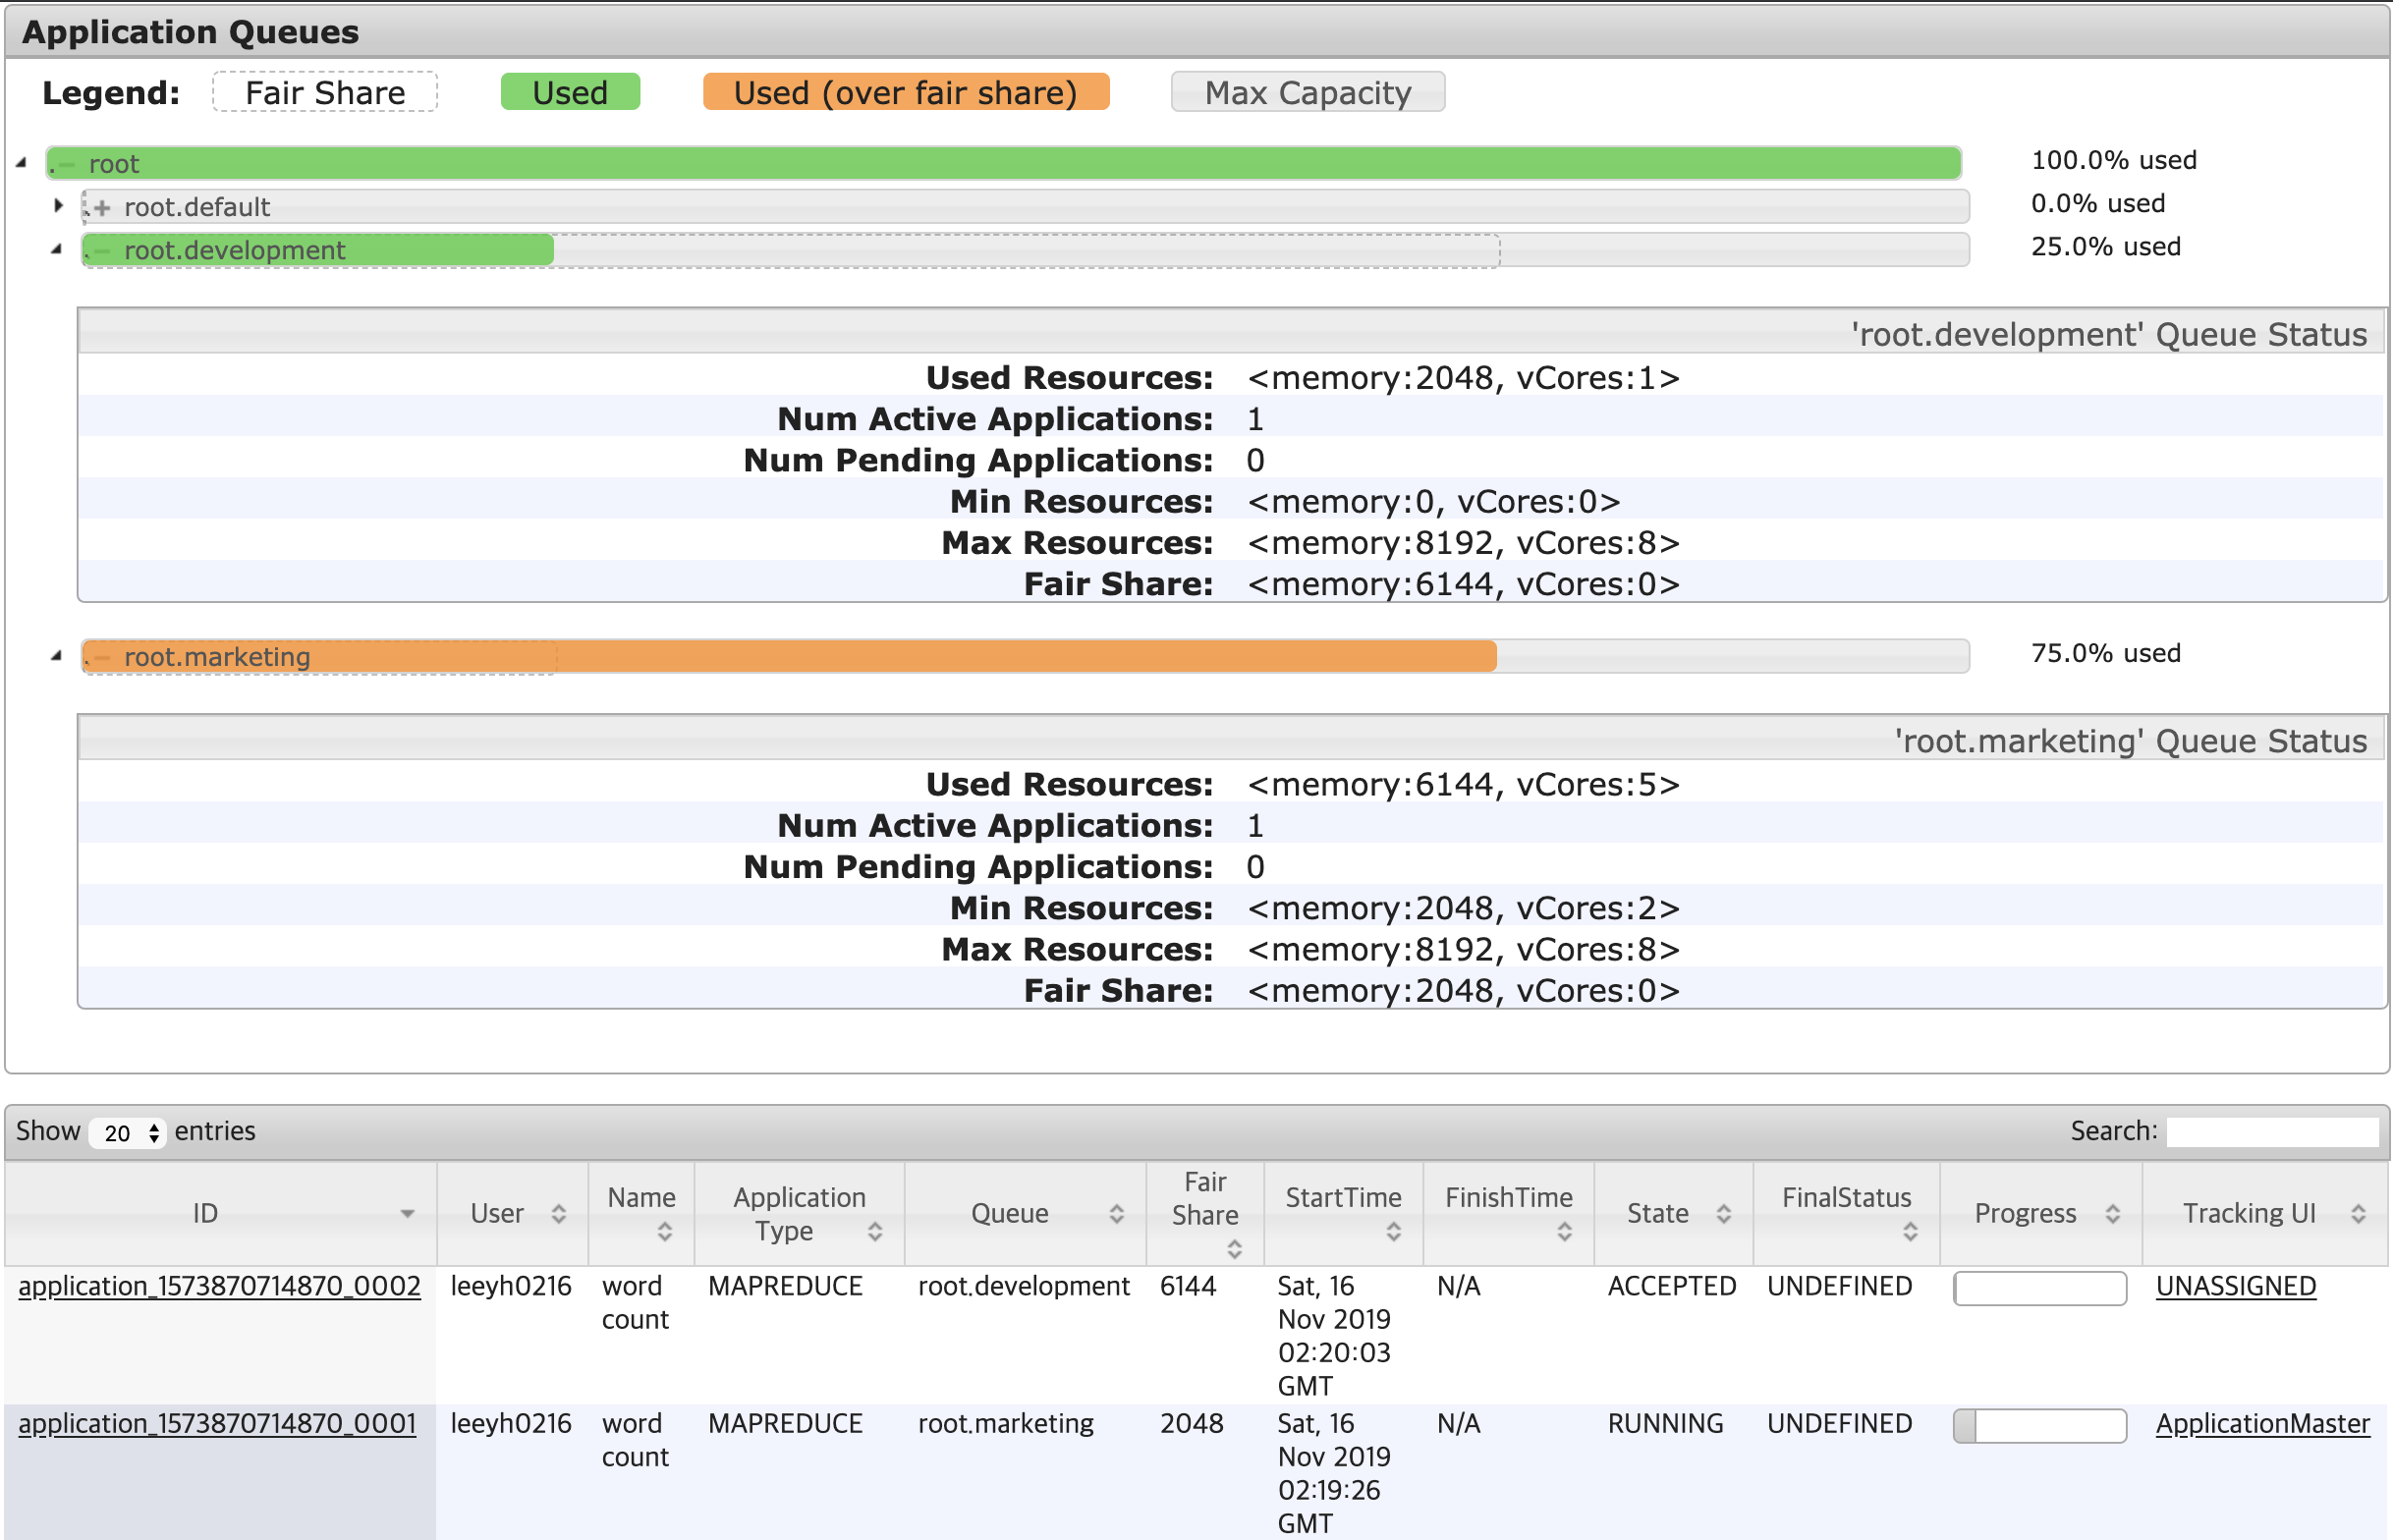 Application Queues
Legend: Fair Share Used Used (over fair share) Max Capacity
root 100.0% used
+ root.default 0.0% used
root.development 25.0% used
'root.development' Queue Status
Used Resources: <memory:2048, vCores:1>
Num Active Applications: 1
Num Pending Applications: 0
Min Resources: <memory:0, vCores:0>
Max Resources: <memory:8192, vCores:8>
Fair Share: <memory:6144, vCores:0>
root.marketing 75.0% used
'root.marketing' Queue Status
Used Resources: <memory:6144, vCores:5>
Num Active Applications: 1
Num Pending Applications: 0
Min Resources: <memory:2048, vCores:2>
Max Resources: <memory:8192, vCores:8>
Fair Share: <memory:2048, vCores:0>
Show 20 entries Search:
ID User Name Application Type Queue Fair Share StartTime FinishTime State FinalStatus Progress Tracking UI
application_1573870714870_0002 leeyh0216 word MAPREDUCE root.development 6144 Sat, 16 N/A ACCEPTED UNDEFINED UNASSIGNED
count Nov 2019
02:20:03
GMT
application_1573870714870_0001 leeyh0216 word MAPREDUCE root.marketing 2048 Sat, 16 N/A RUNNING UNDEFINED ApplicationMaster
count Nov 2019
02:19:26
GMT